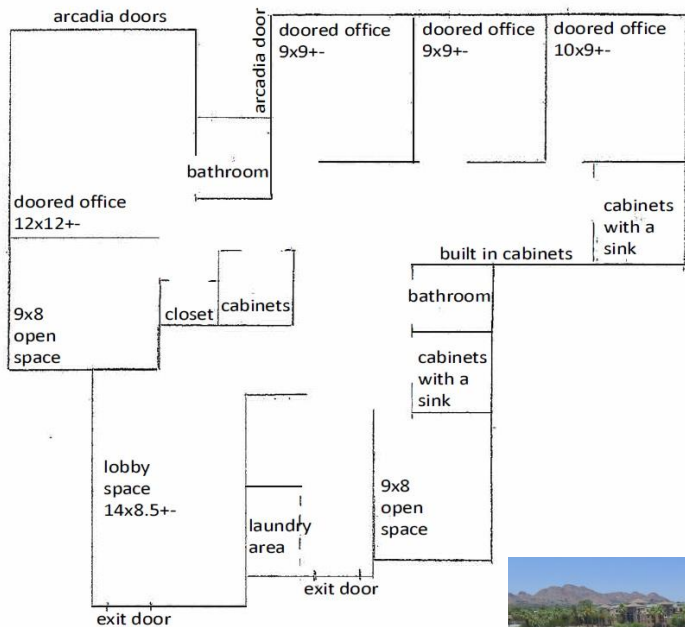 arcadia doors
arcadia door
doored office
9x9+-
doored office
9x9+-
doored office
10x9+-
bathroom
doored office
12x12+-
cabinets
with a
sink
built in cabinets
9x8
open
space
closet
cabinets
bathroom
cabinets
with a
sink
lobby
space
14x8.5+-
laundry
area
9x8
open
space
exit door
exit door